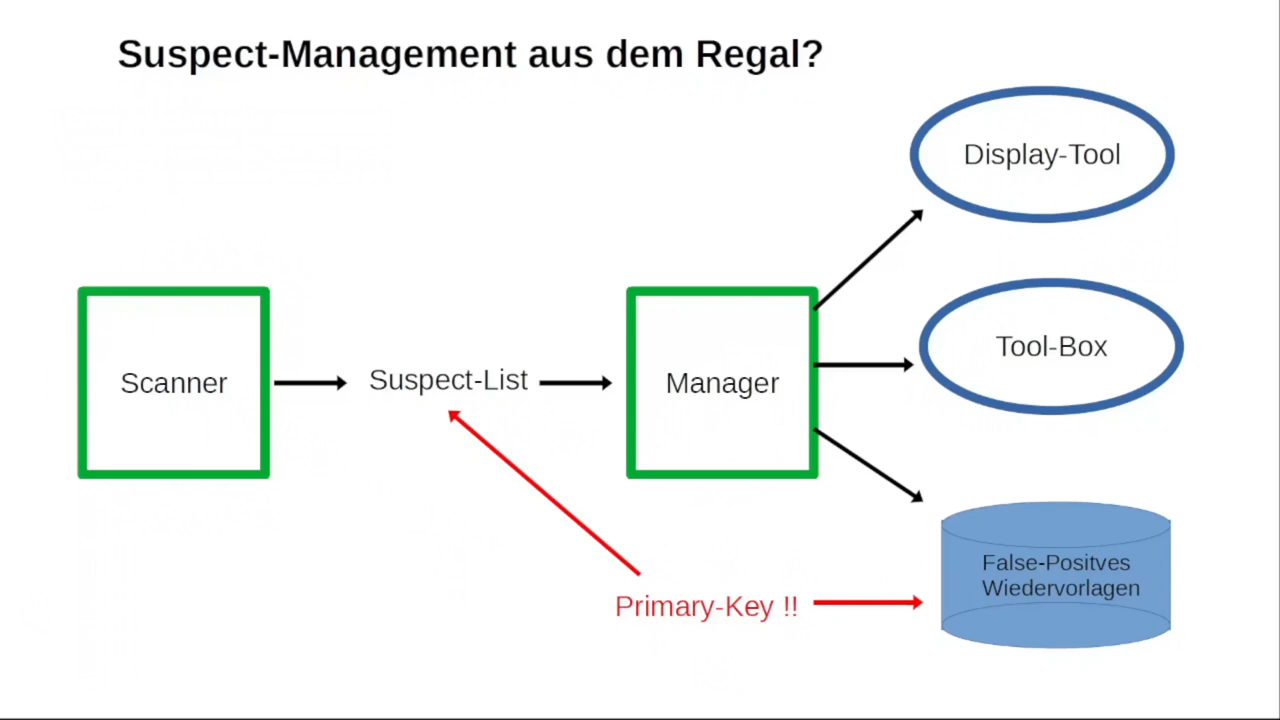 Suspect-Management aus dem Regal?
Display-Tool
Tool-Box
Scanner
Suspect-List
Manager
False-Positves
Wiedervorlagen
Primary-Key !!